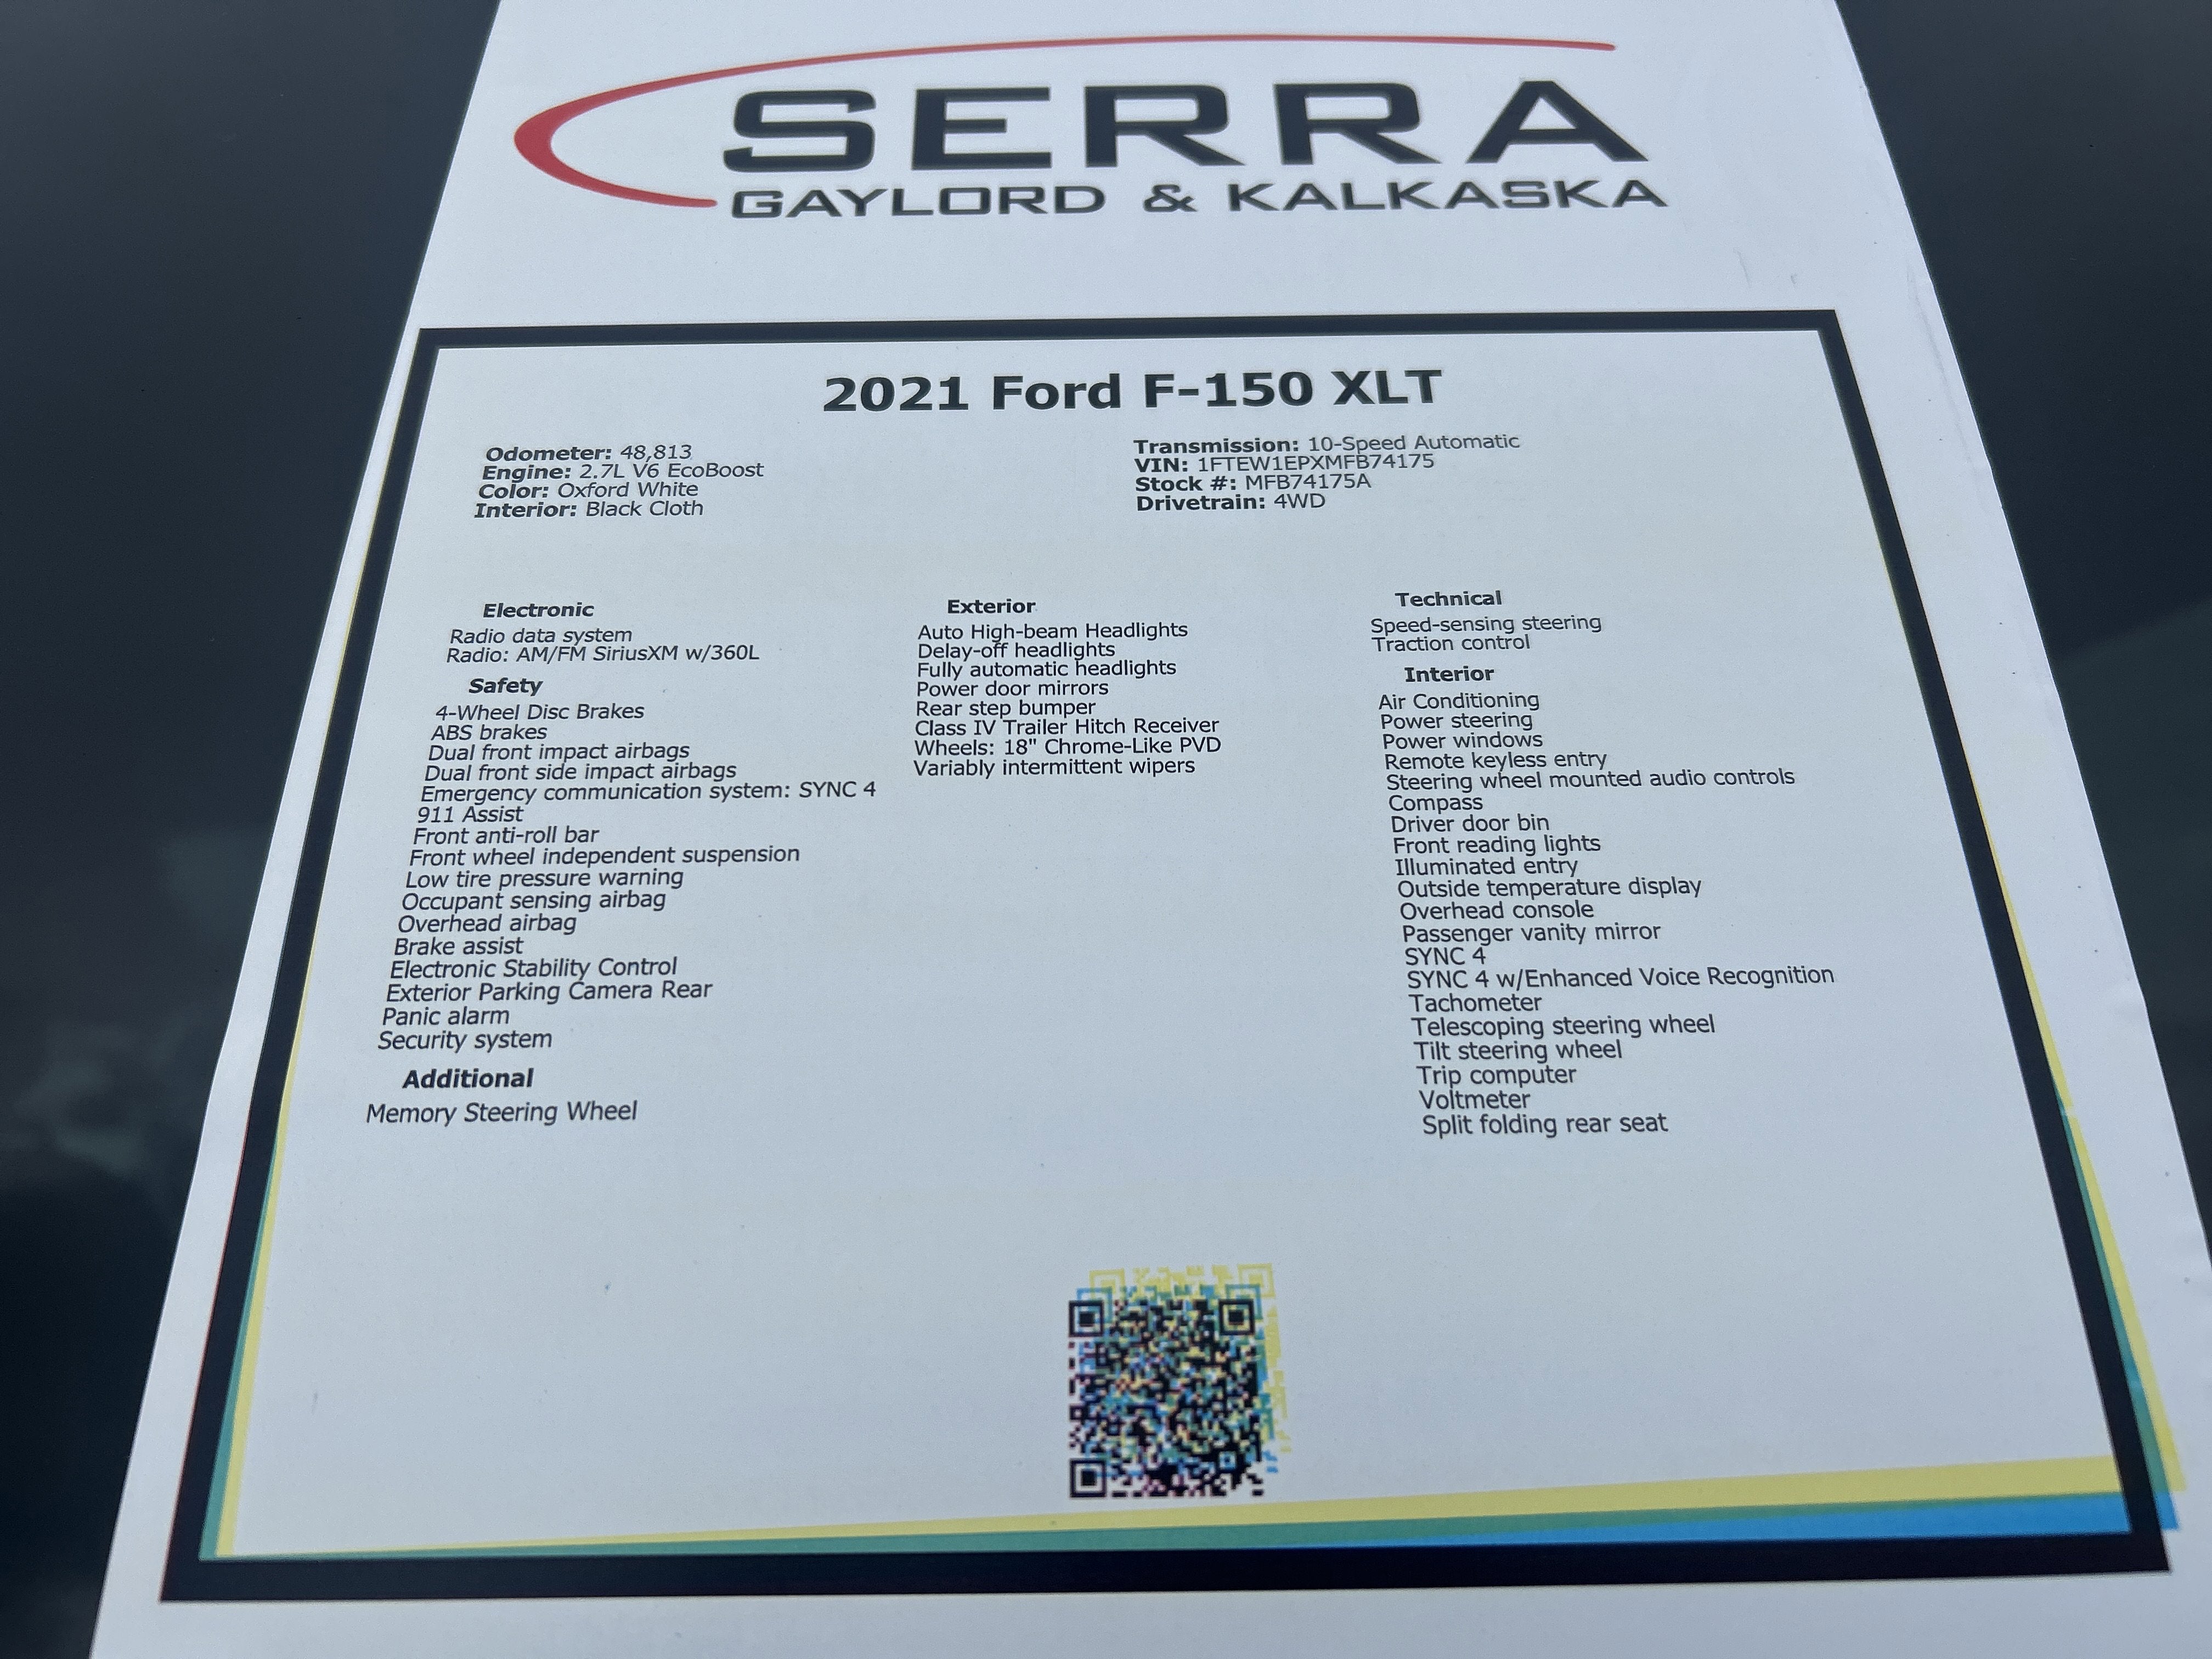 SERRA
GAYLORD & KALKASKA
2021 Ford F-150 XLT
Odometer: 48,813
Engine: 2.7L V6 EcoBoost
Color: Oxford White
Interior: Black Cloth
Transmission: 10-Speed Automatic
VIN: 1FTEW1EPXMFB74175
Stock #: MFB74175A
Drivetrain: 4WD
Electronic
Radio data system
Radio: AM/FM SiriusXM w/360L
Safety
4-Wheel Disc Brakes
ABS brakes
Dual front impact airbags
Dual front side impact airbags
Emergency communication system: SYNC 4
911 Assist
Front anti-roll bar
Front wheel independent suspension
Low tire pressure warning
Occupant sensing airbag
Overhead airbag
Brake assist
Electronic Stability Control
Exterior Parking Camera Rear
Panic alarm
Security system
Additional
Memory Steering Wheel
Exterior
Auto High-beam Headlights
Delay-off headlights
Fully automatic headlights
Power door mirrors
Rear step bumper
Class IV Trailer Hitch Receiver
Wheels: 18" Chrome-Like PVD
Variably intermittent wipers
Technical
Speed-sensing steering
Traction control
Interior
Air Conditioning
Power steering
Power windows
Remote keyless entry
Steering wheel mounted audio controls
Compass
Driver door bin
Front reading lights
Illuminated entry
Outside temperature display
Overhead console
Passenger vanity mirror
SYNC 4
SYNC 4 w/Enhanced Voice Recognition
Tachometer
Telescoping steering wheel
Tilt steering wheel
Trip computer
Voltmeter
Split folding rear seat